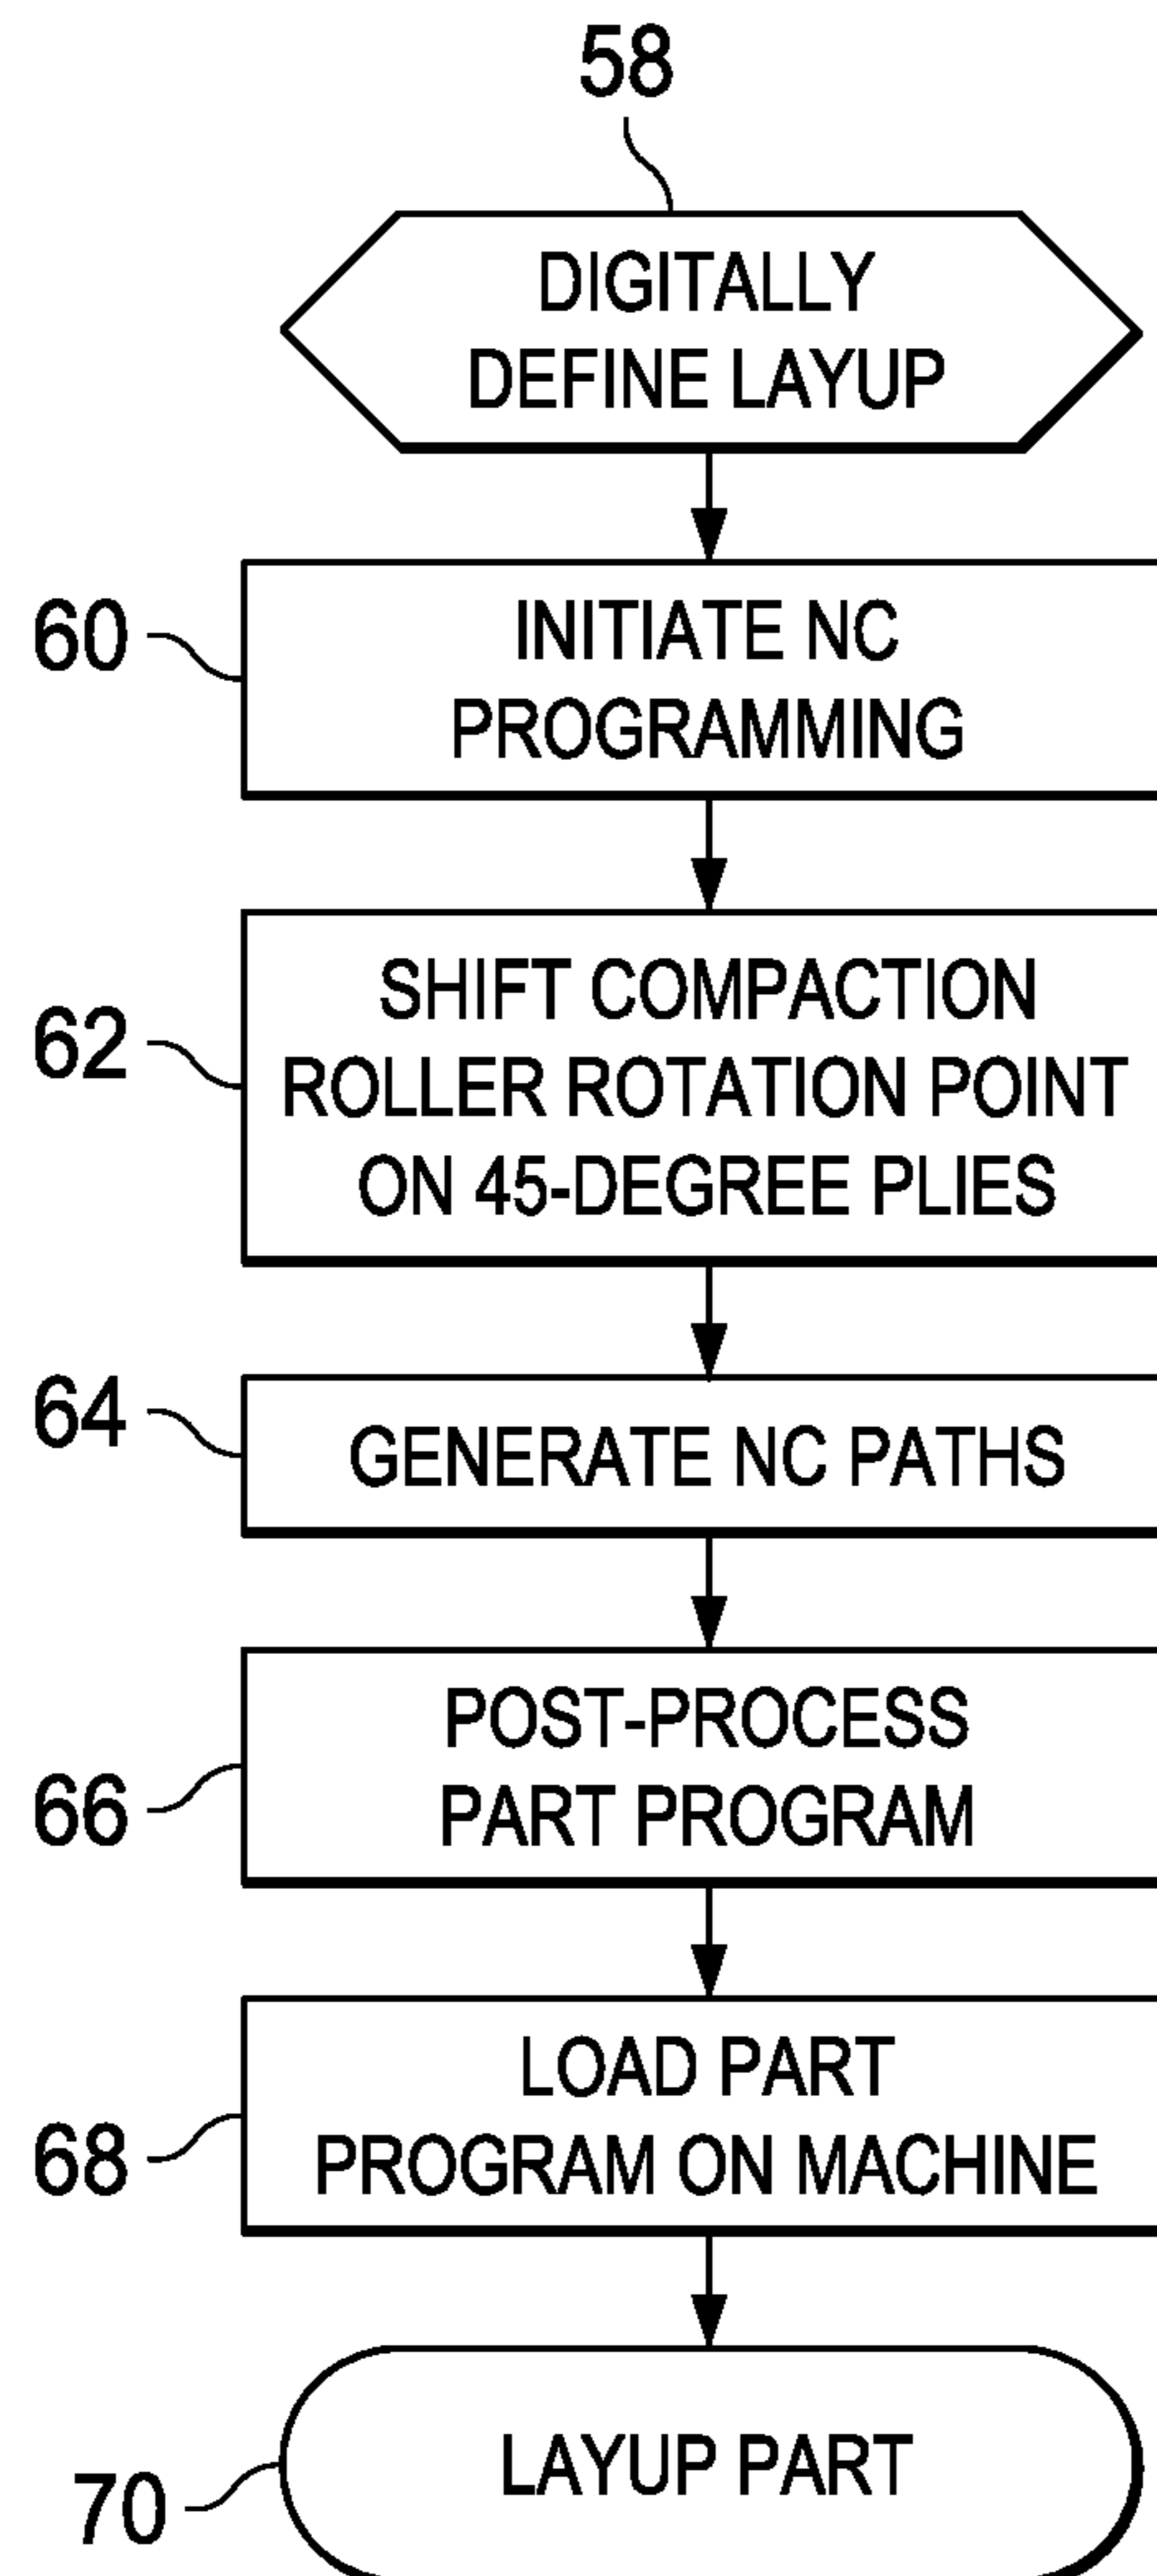 58
DIGITALLY
DEFINE LAYUP
60
INITIATE NC
PROGRAMMING
62
SHIFT COMPACTION
ROLLER ROTATION POINT
ON 45-DEGREE PLIES
64
GENERATE NC PATHS
66
POST-PROCESS
PART PROGRAM
68
LOAD PART
PROGRAM ON MACHINE
70
LAYUP PART